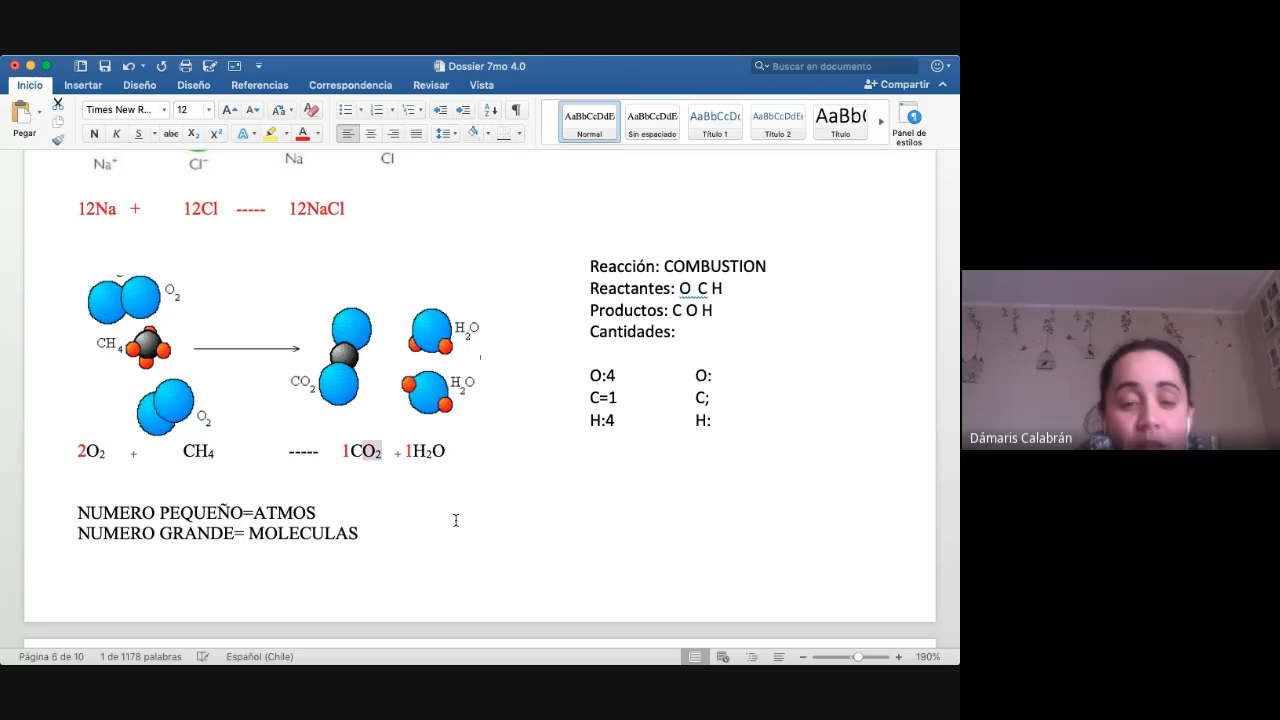 Dossier 7mo 4.0
Buscar en documento
Inicio Insertar Diseño Diseño Referencias Correspondencia Revisar Vista Compartir
Pegar
Times New R... 12
N K S abc X₂ X² A A
AaBbCcDdE AaBbCcDdE AaBbCcDc AaBbCcDdEe AaBb(
Normal Sin espaciado Título 1 Título 2 Título
Panel de estilos
Na⁺ Cl⁻ Na Cl
12Na + 12Cl ----- 12NaCl
O₂
CH₄
O₂
CO₂
H₂O
H₂O
2O₂ + CH₄ ----- 1CO₂ + 1H₂O
NUMERO PEQUEÑO=ATMOS
NUMERO GRANDE= MOLECULAS
Reacción: COMBUSTION
Reactantes: O C H
Productos: C O H
Cantidades:
O:4 O:
C=1 C;
H:4 H:
Página 6 de 10 1 de 1178 palabras Español (Chile) 190%
Dámaris Calabrán